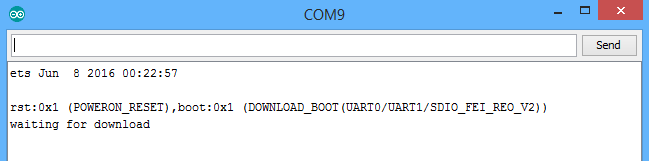 COM9
Send
ets Jun  8 2016 00:22:57
rst:0x1 (POWERON_RESET),boot:0x1 (DOWNLOAD_BOOT(UART0/UART1/SDIO_FEI_REO_V2))
waiting for download